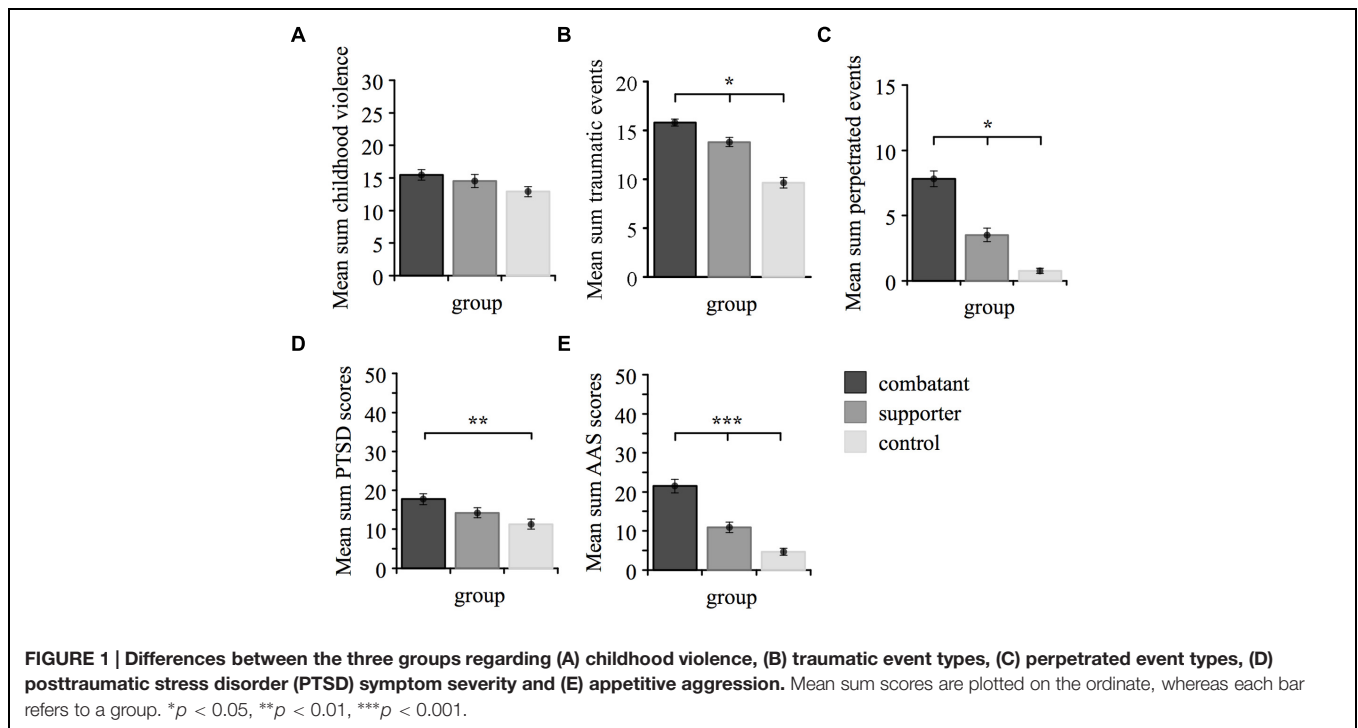 A
Mean sum childhood violence
30
25
20
15
10
5
0
group
B
Mean sum traumatic events
20
15
10
5
0
*
group
C
Mean sum perpetrated events
15
10
5
0
*
group
D
Mean sum PTSD scores
50
40
30
20
10
0
**
group
E
Mean sum AAS scores
50
40
30
20
10
0
***
group
combatant
supporter
control
FIGURE 1 | Differences between the three groups regarding (A) childhood violence, (B) traumatic event types, (C) perpetrated event types, (D)
posttraumatic stress disorder (PTSD) symptom severity and (E) appetitive aggression. Mean sum scores are plotted on the ordinate, whereas each bar
refers to a group. *p < 0.05, **p < 0.01, ***p < 0.001.